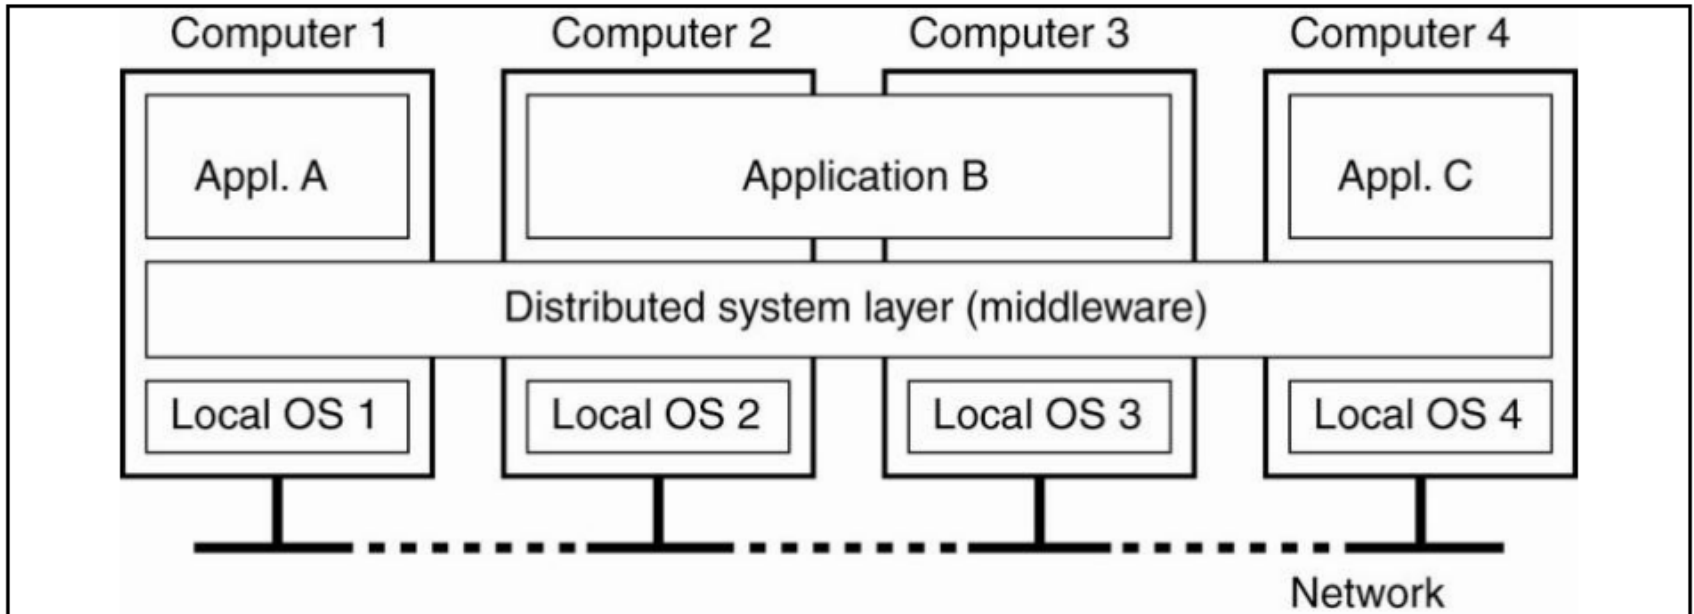 Computer 1 Computer 2 Computer 3 Computer 4
Appl. A Application B Appl. C
Distributed system layer (middleware)
Local OS 1 Local OS 2 Local OS 3 Local OS 4
Network